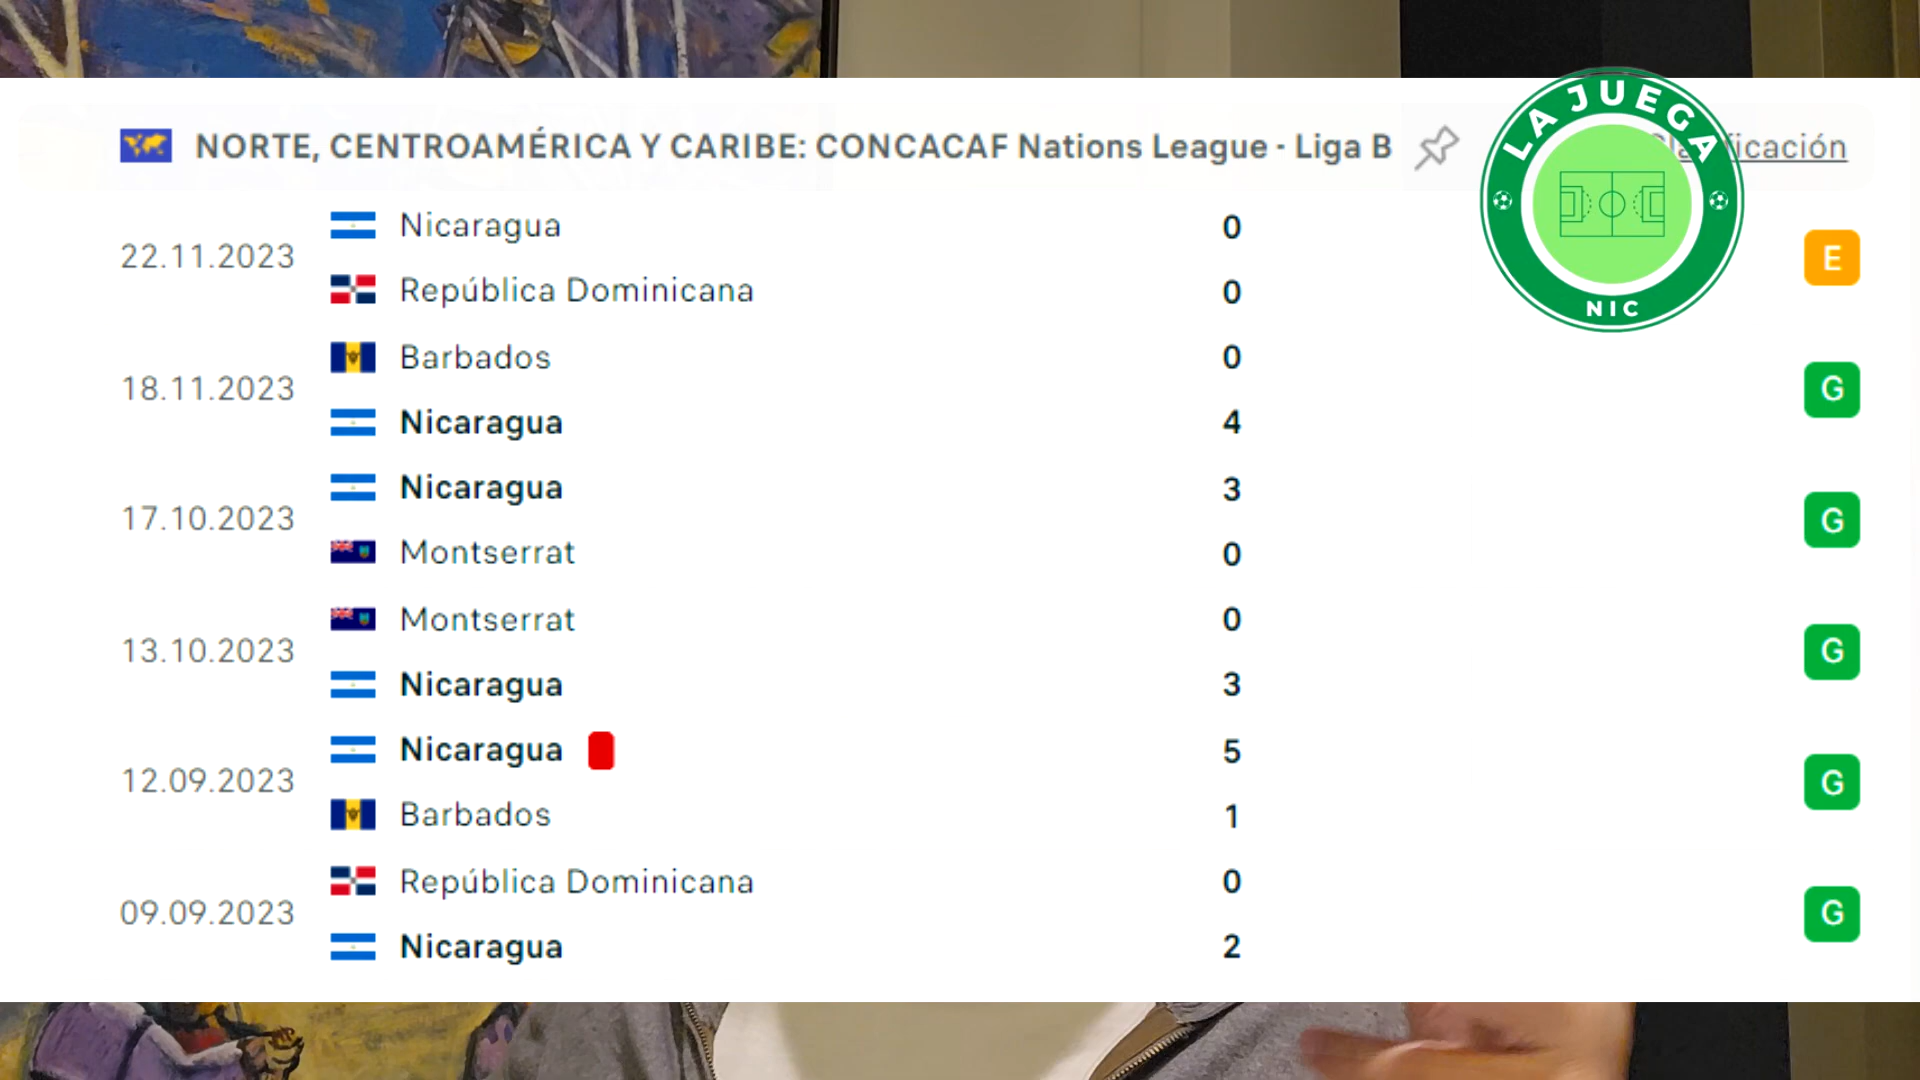 NORTE, CENTROAMÉRICA Y CARIBE: CONCACAF Nations League - Liga B
LA JUEGA
NIC
22.11.2023
Nicaragua 0
República Dominicana 0
E
18.11.2023
Barbados 0
Nicaragua 4
G
17.10.2023
Nicaragua 3
Montserrat 0
G
13.10.2023
Montserrat 0
Nicaragua 3
G
12.09.2023
Nicaragua 5
Barbados 1
G
09.09.2023
República Dominicana 0
Nicaragua 2
G